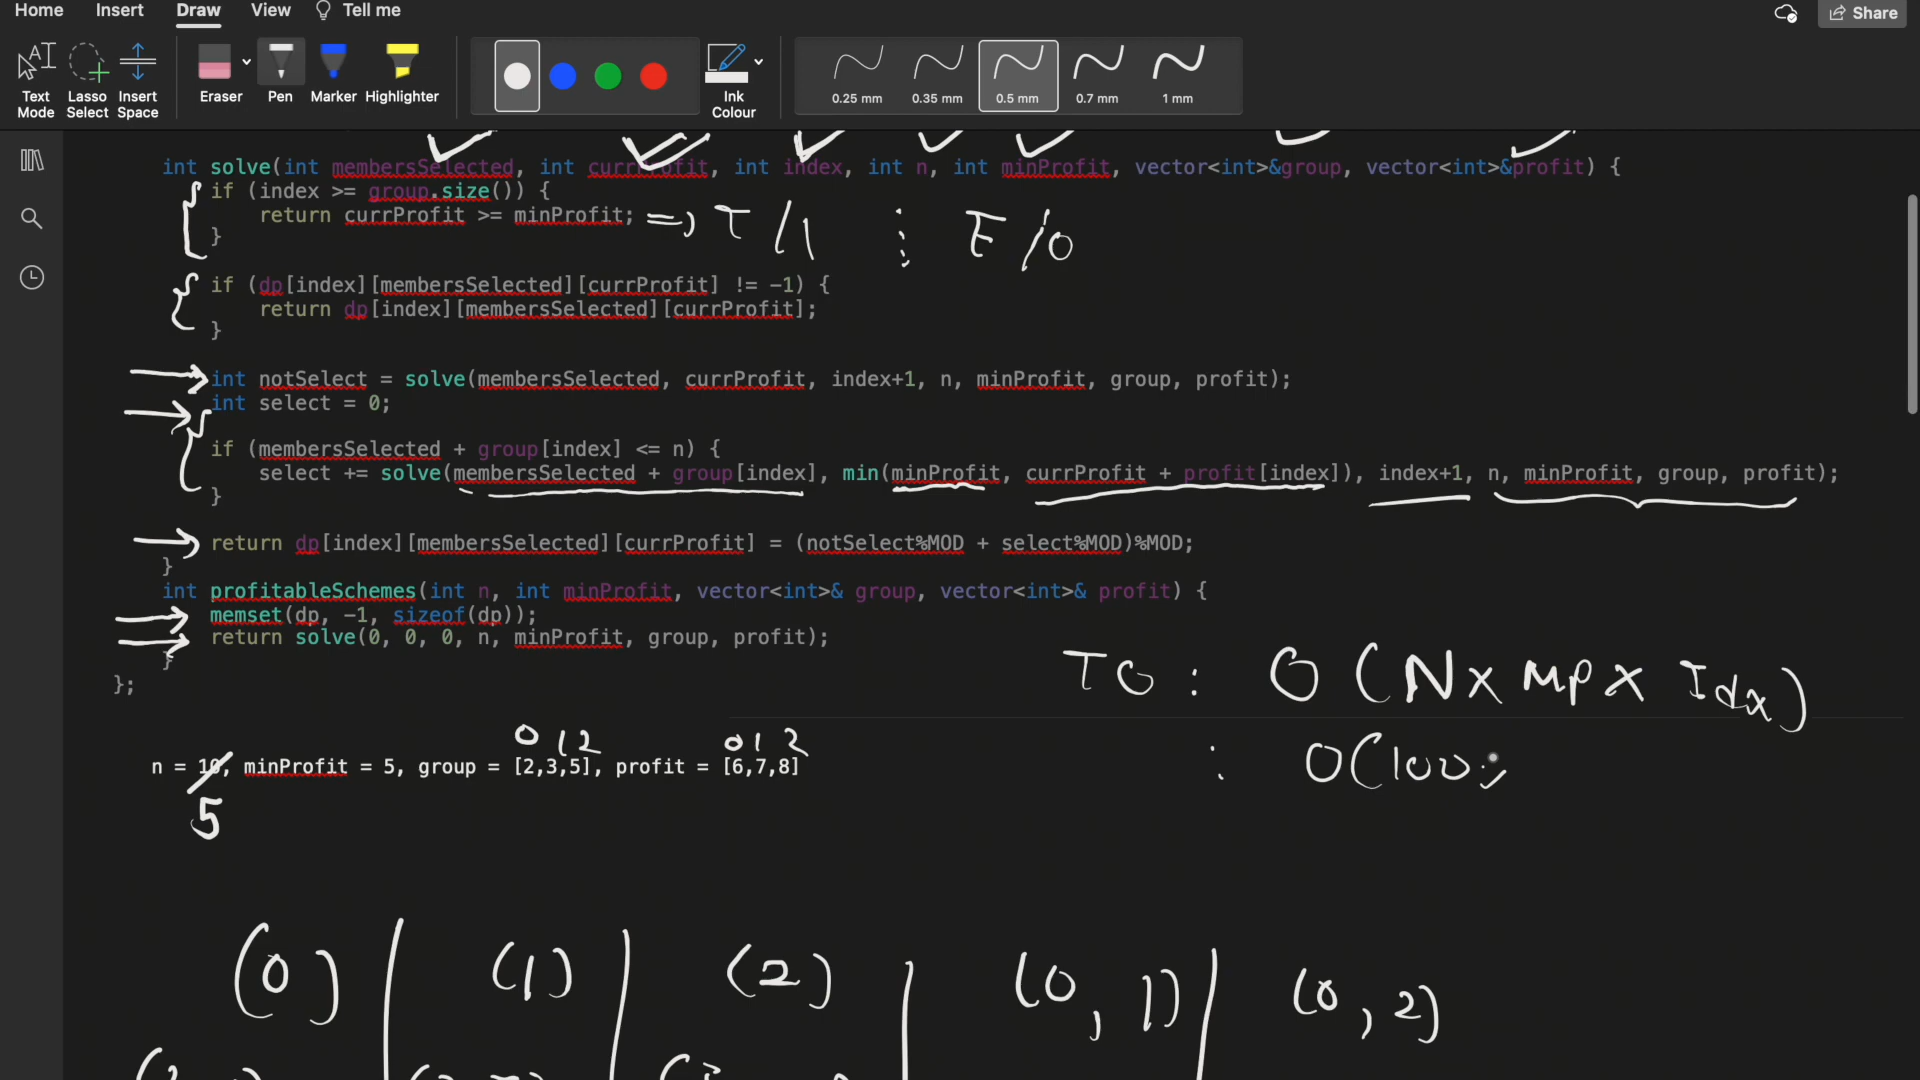 Home Insert Draw View Tell me Share
Text Mode Lasso Select Insert Space Eraser Pen Marker Highlighter Ink Colour 0.25 mm 0.35 mm 0.5 mm 0.7 mm 1 mm
int solve(int membersSelected, int currProfit, int index, int n, int minProfit, vector<int>&group, vector<int>&profit) {
if (index >= group.size()) {
return currProfit >= minProfit; => T/1 F/0
}
if (dp[index][membersSelected][currProfit] != -1) {
return dp[index][membersSelected][currProfit];
}
int notSelect = solve(membersSelected, currProfit, index+1, n, minProfit, group, profit);
int select = 0;
if (membersSelected + group[index] <= n) {
select += solve(membersSelected + group[index], min(minProfit, currProfit + profit[index]), index+1, n, minProfit, group, profit);
}
return dp[index][membersSelected][currProfit] = (notSelect%MOD + select%MOD)%MOD;
}
int profitableSchemes(int n, int minProfit, vector<int>& group, vector<int>& profit) {
memset(dp, -1, sizeof(dp));
return solve(0, 0, 0, n, minProfit, group, profit);
}
};
TC : O (N x MP x Idx)
: O(100
0 1 2 0 1 2
n = 10, minProfit = 5, group = [2,3,5], profit = [6,7,8]
5
(0) (1) (2) (0, 1) (0, 2)